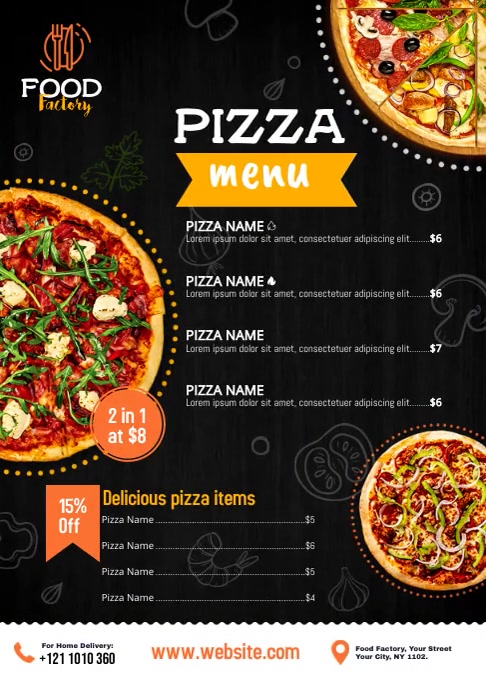 FOOD
Factory
PIZZA
menu
PIZZA NAME
Lorem ipsum dolor sit amet, consectetuer adipiscing elit........$6
PIZZA NAME
Lorem ipsum dolor sit amet, consectetuer adipiscing elit........$6
PIZZA NAME
Lorem ipsum dolor sit amet, consectetuer adipiscing elit........$7
PIZZA NAME
Lorem ipsum dolor sit amet, consectetuer adipiscing elit........$6
2 in 1
at $8
15%
Off
Delicious pizza items
Pizza Name ........................................................ $5
Pizza Name ........................................................ $6
Pizza Name ........................................................ $5
Pizza Name ........................................................ $4
For Home Delivery:
+121 1010 360
www.website.com
Food Factory, Your Street
Your City, NY 1102.